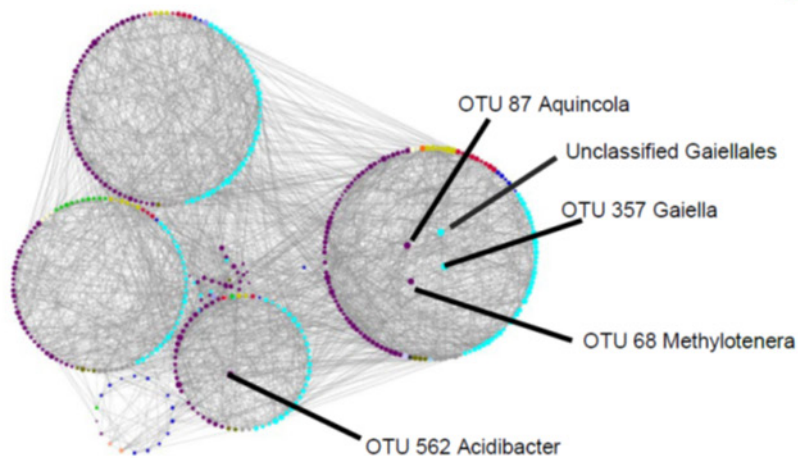 OTU 87 Aquincola
Unclassified Gaiellales
OTU 357 Gaiella
OTU 68 Methylotenera
OTU 562 Acidibacter